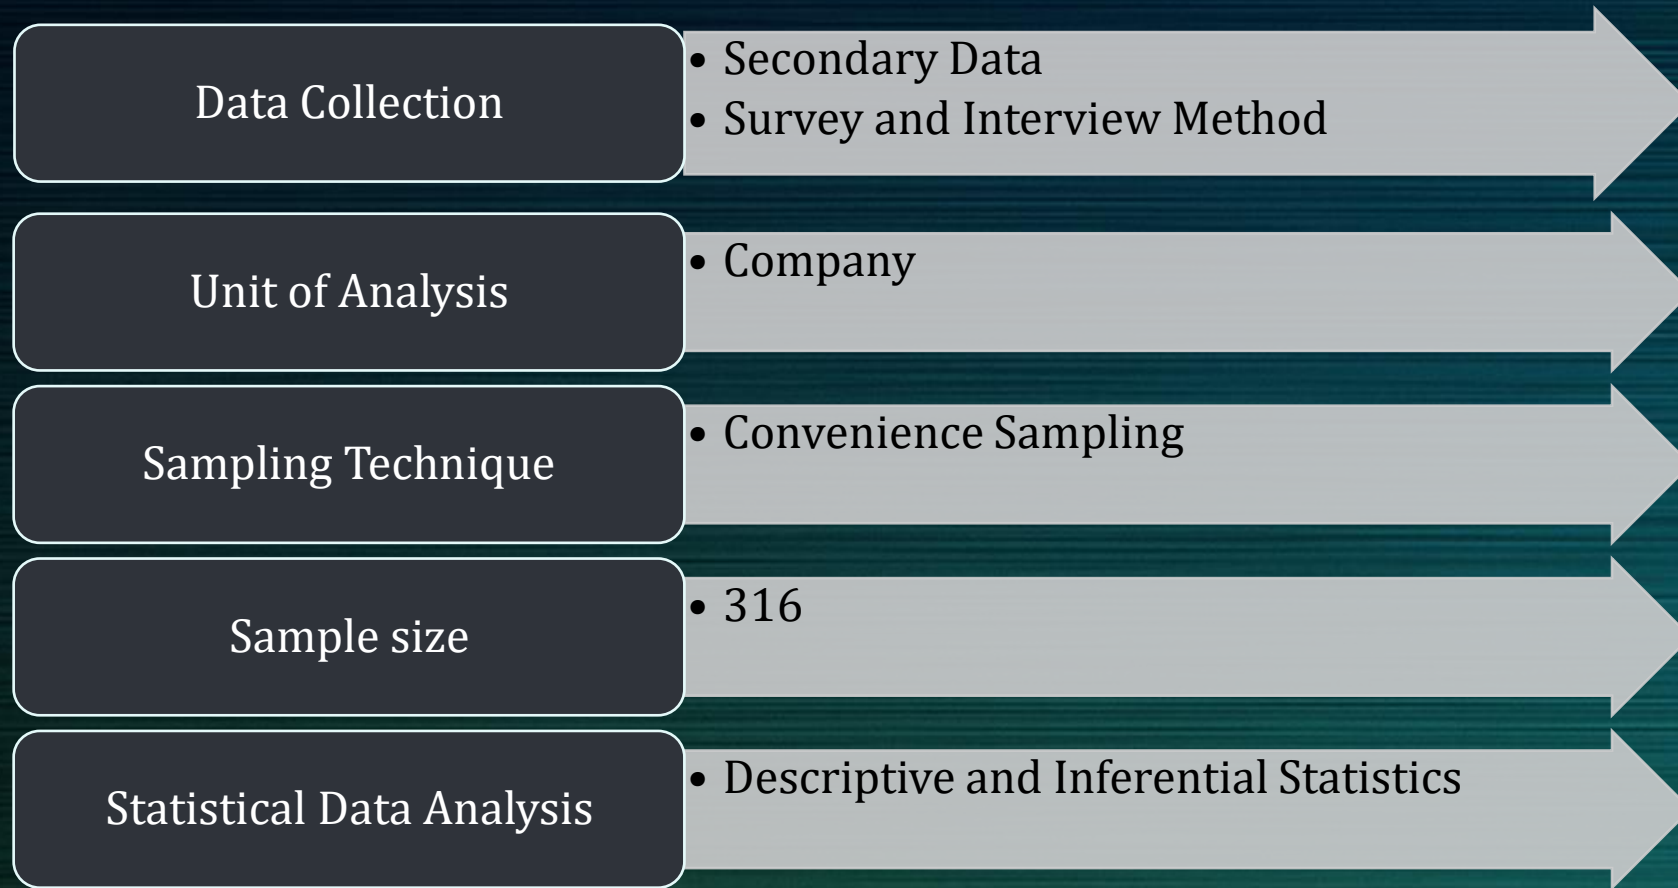 Data Collection
• Secondary Data
• Survey and Interview Method
Unit of Analysis
• Company
Sampling Technique
• Convenience Sampling
Sample size
• 316
Statistical Data Analysis
• Descriptive and Inferential Statistics